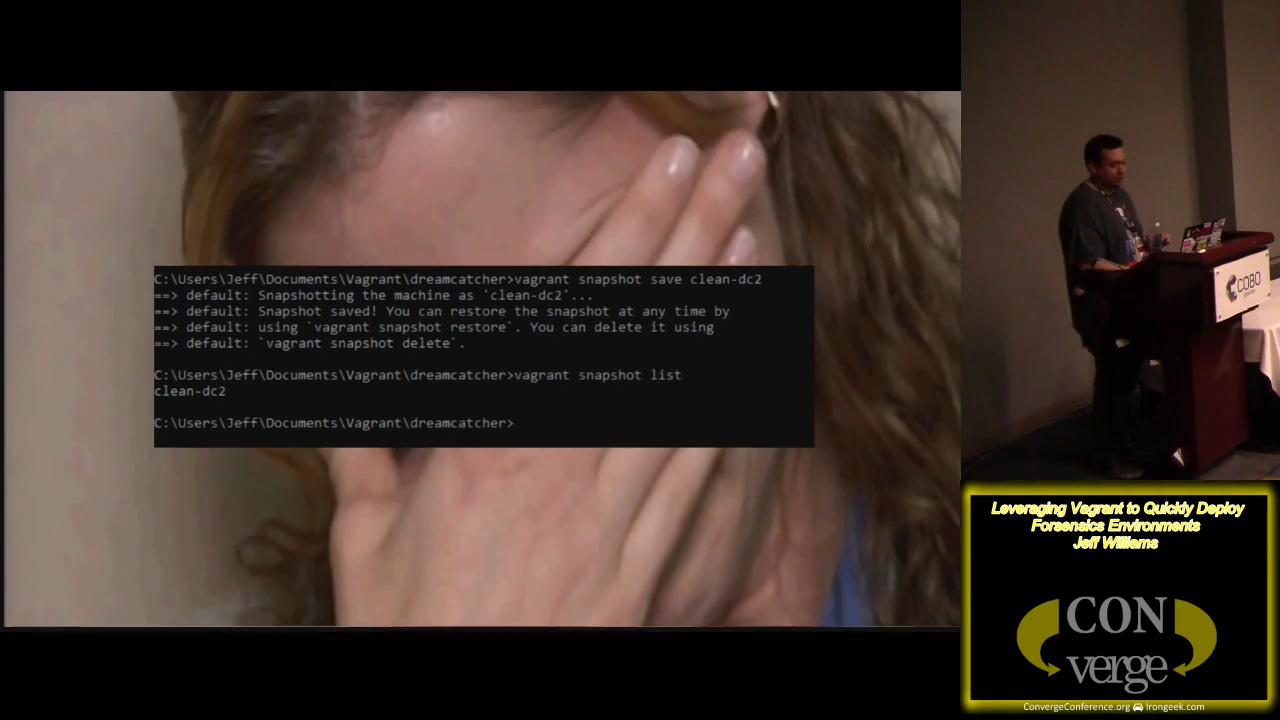 C:\Users\Jeff\Documents\Vagrant\dreamcatcher>vagrant snapshot save clean-dc2
==> default: Snapshotting the machine as `clean-dc2`...
==> default: Snapshot saved! You can restore the snapshot at any time by
==> default: using `vagrant snapshot restore`. You can delete it using
==> default: `vagrant snapshot delete`.
C:\Users\Jeff\Documents\Vagrant\dreamcatcher>vagrant snapshot list
clean-dc2
C:\Users\Jeff\Documents\Vagrant\dreamcatcher>
COBO
Leveraging Vagrant to Quickly Deploy
Forsensics Environments
Jeff Williams
CON
verge
ConvergeConference.org Irongeek.com